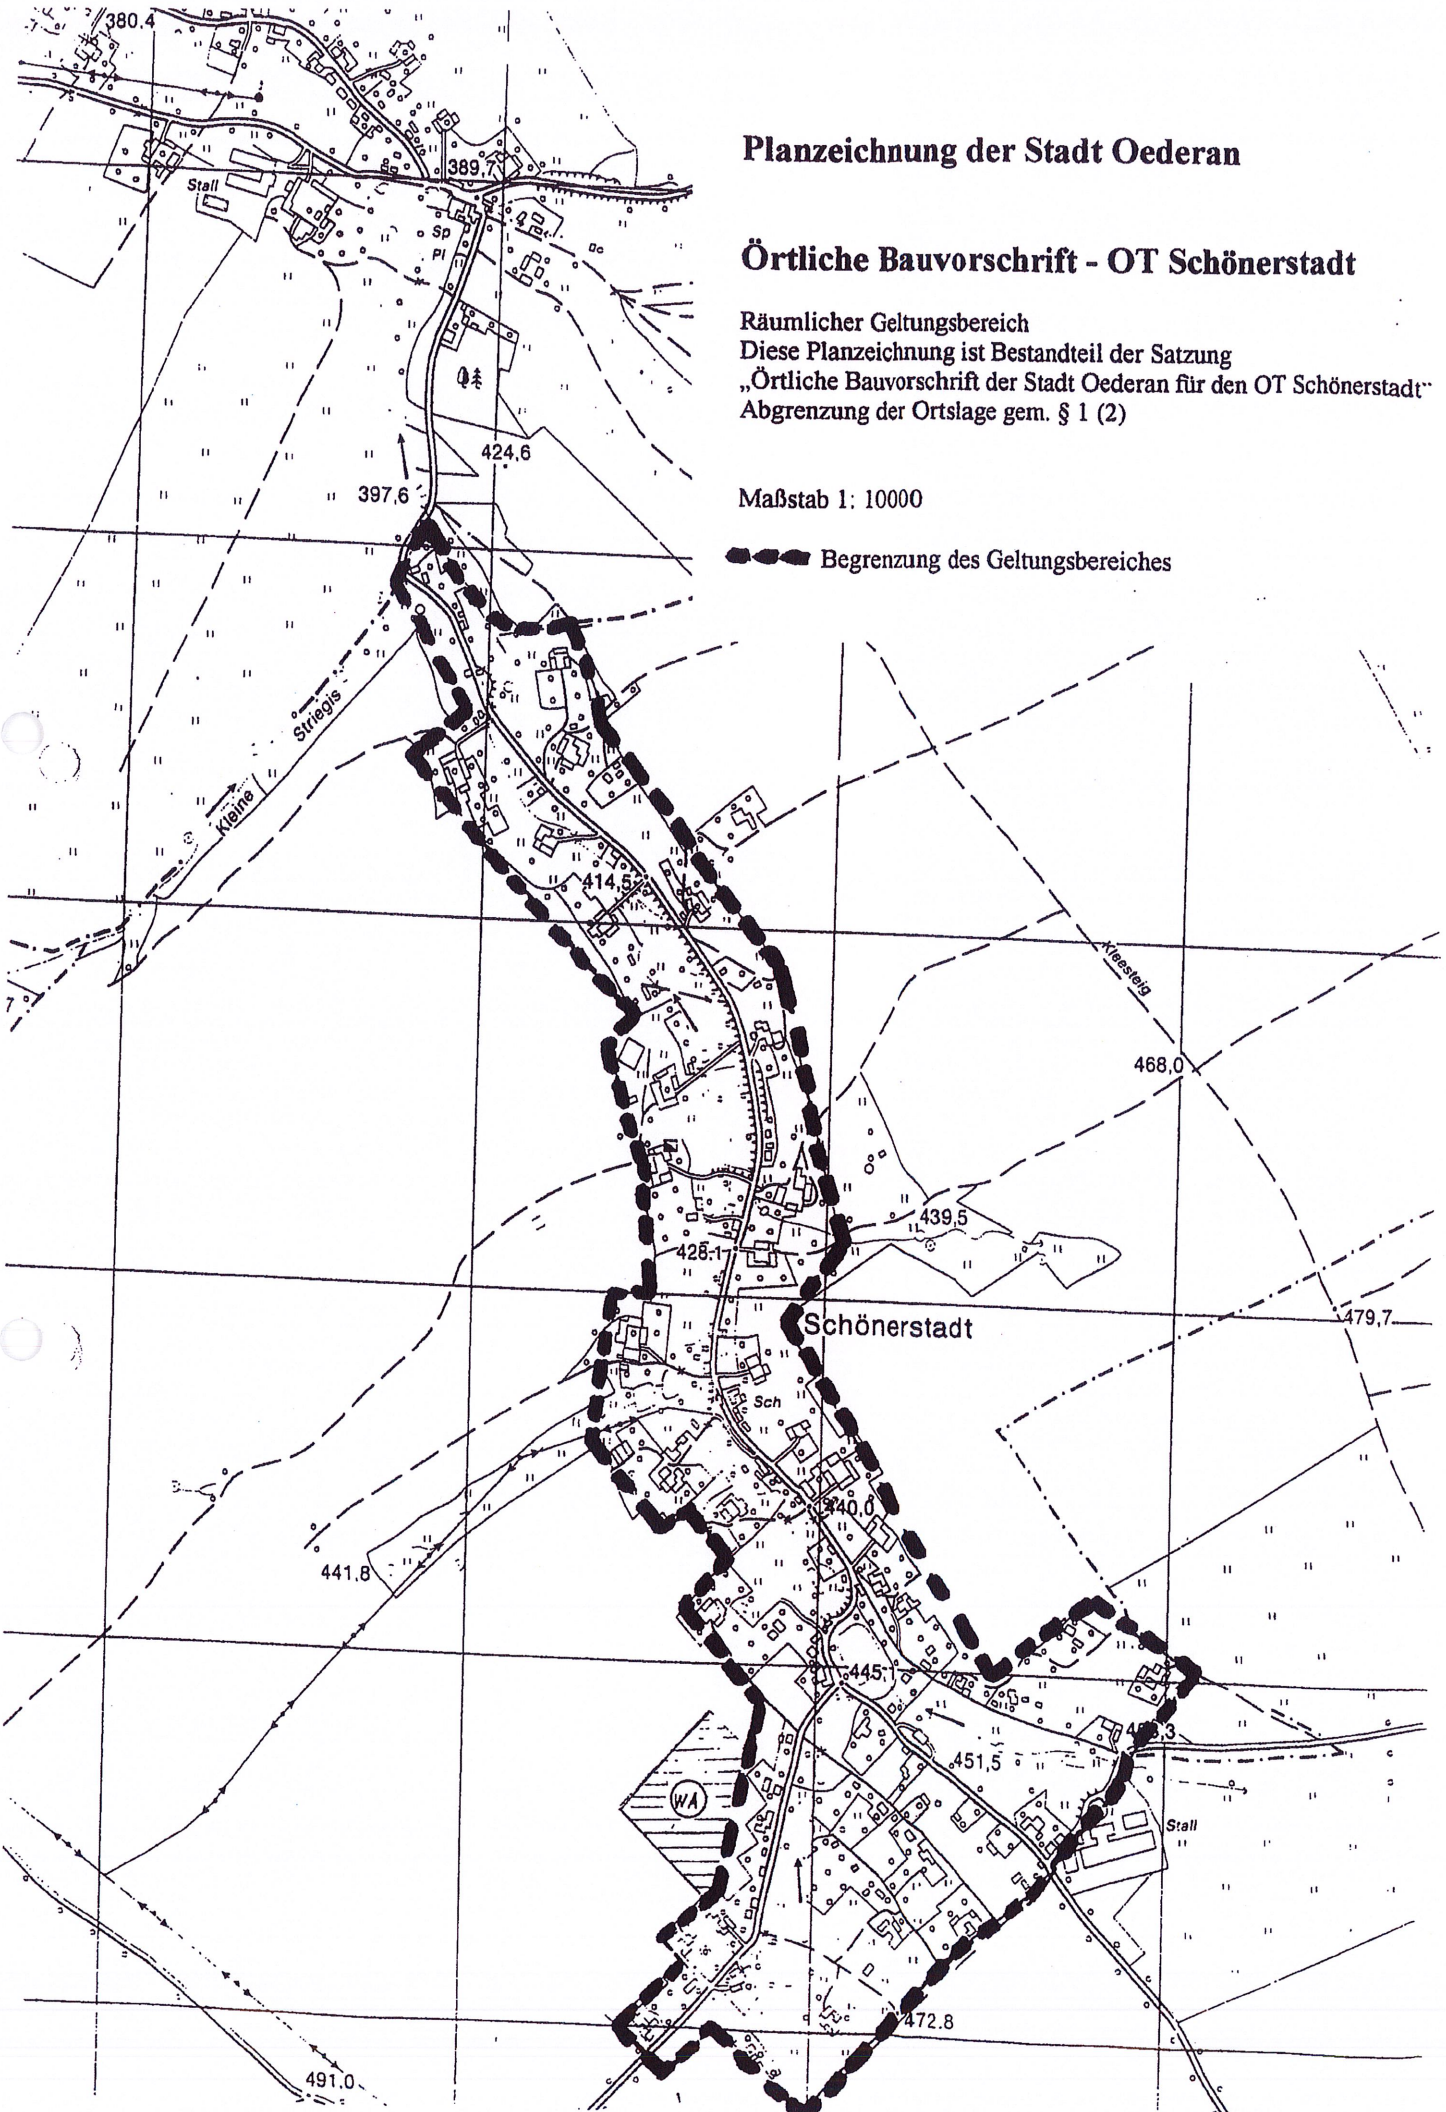 380.4
Planzeichnung der Stadt Oederan
389,7
Stall
Sp
Pl
Örtliche Bauvorschrift - OT Schönerstadt
Räumlicher Geltungsbereich
Diese Planzeichnung ist Bestandteil der Satzung
„Örtliche Bauvorschrift der Stadt Oederan für den OT Schönerstadt“
Abgrenzung der Ortslage gem. § 1 (2)
424,6
397,6
Maßstab 1: 10000
Begrenzung des Geltungsbereiches
Striegis
Kleine
414,5
Kleesteig
7
468,0
439,5
428.1
479,7
Schönerstadt
Sch
440,0
441,8
445,1
451,5
WA
Stall
472.8
491,0